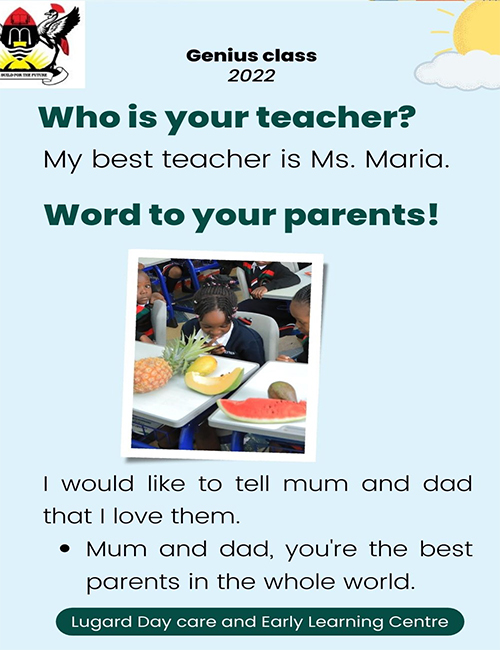 BUILD FOR THE FUTURE
Genius class
2022
Who is your teacher?
My best teacher is Ms. Maria.
Word to your parents!
I would like to tell mum and dad
that I love them.
• Mum and dad, you're the best
parents in the whole world.
Lugard Day care and Early Learning Centre